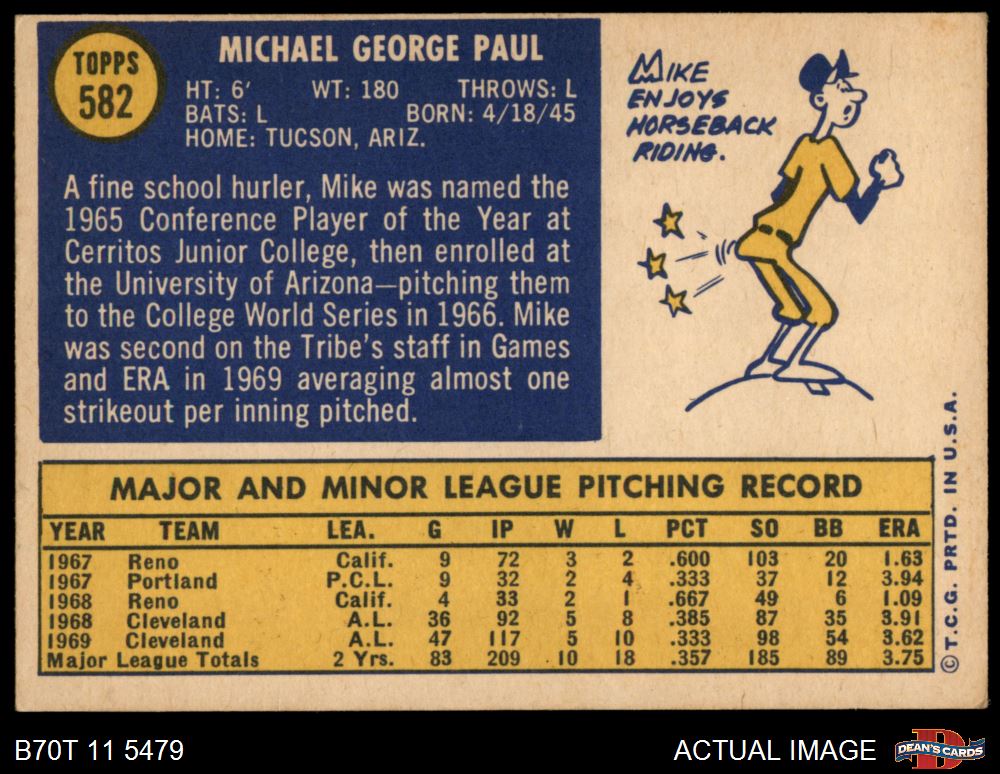 TOPPS
582
MICHAEL GEORGE PAUL
HT: 6' WT: 180 THROWS: L
BATS: L BORN: 4/18/45
HOME: TUCSON, ARIZ.
A fine school hurler, Mike was named the
1965 Conference Player of the Year at
Cerritos Junior College, then enrolled at
the University of Arizona—pitching them
to the College World Series in 1966. Mike
was second on the Tribe's staff in Games
and ERA in 1969 averaging almost one
strikeout per inning pitched.
MIKE
ENJOYS
HORSEBACK
RIDING.
MAJOR AND MINOR LEAGUE PITCHING RECORD
YEAR TEAM LEA. G IP W L PCT SO BB ERA
1967 Reno Calif. 9 72 3 2 .600 103 20 1.63
1967 Portland P.C.L. 9 32 2 4 .333 37 12 3.94
1968 Reno Calif. 4 33 2 1 .667 49 6 1.09
1968 Cleveland A.L. 36 92 5 8 .385 87 35 3.91
1969 Cleveland A.L. 47 117 5 10 .333 98 54 3.62
Major League Totals 2 Yrs. 83 209 10 18 .357 185 89 3.75
© T.C.G. PRTD. IN U.S.A.
B70T 11 5479
ACTUAL IMAGE
D
DEAN'S CARDS